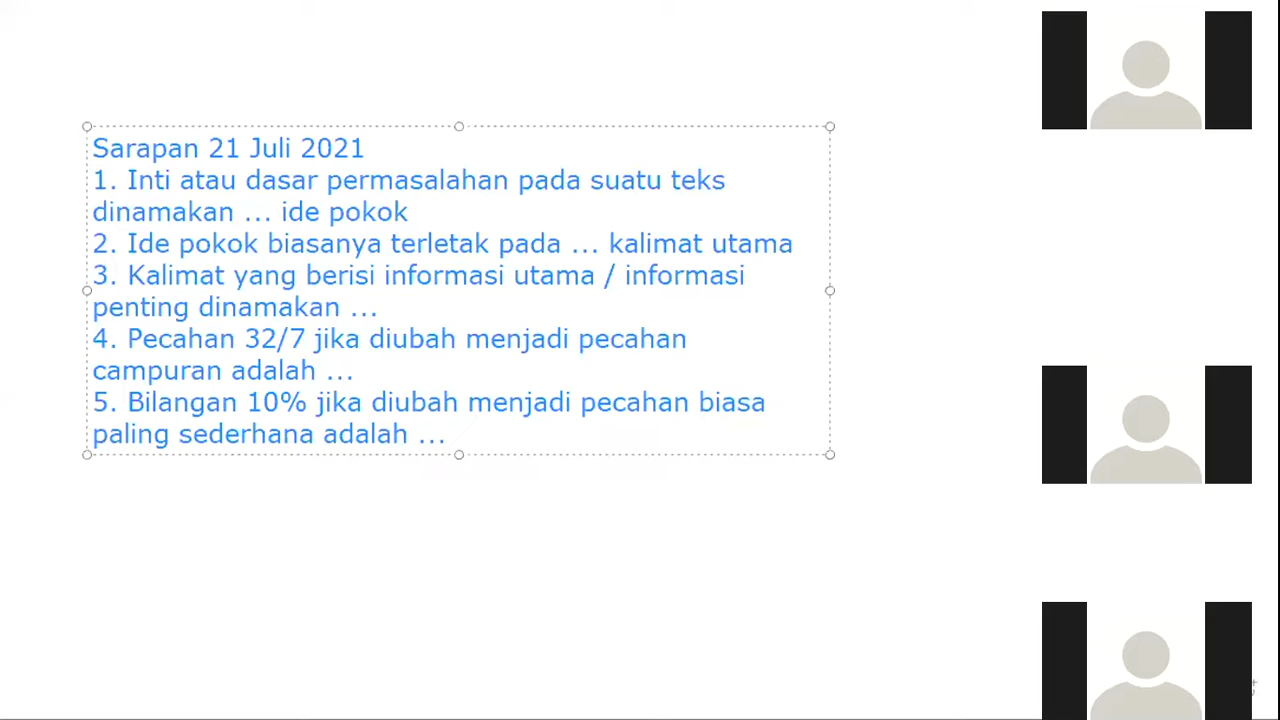 Sarapan 21 Juli 2021
1. Inti atau dasar permasalahan pada suatu teks
dinamakan ... ide pokok
2. Ide pokok biasanya terletak pada ... kalimat utama
3. Kalimat yang berisi informasi utama / informasi
penting dinamakan ...
4. Pecahan 32/7 jika diubah menjadi pecahan
campuran adalah ...
5. Bilangan 10% jika diubah menjadi pecahan biasa
paling sederhana adalah ...